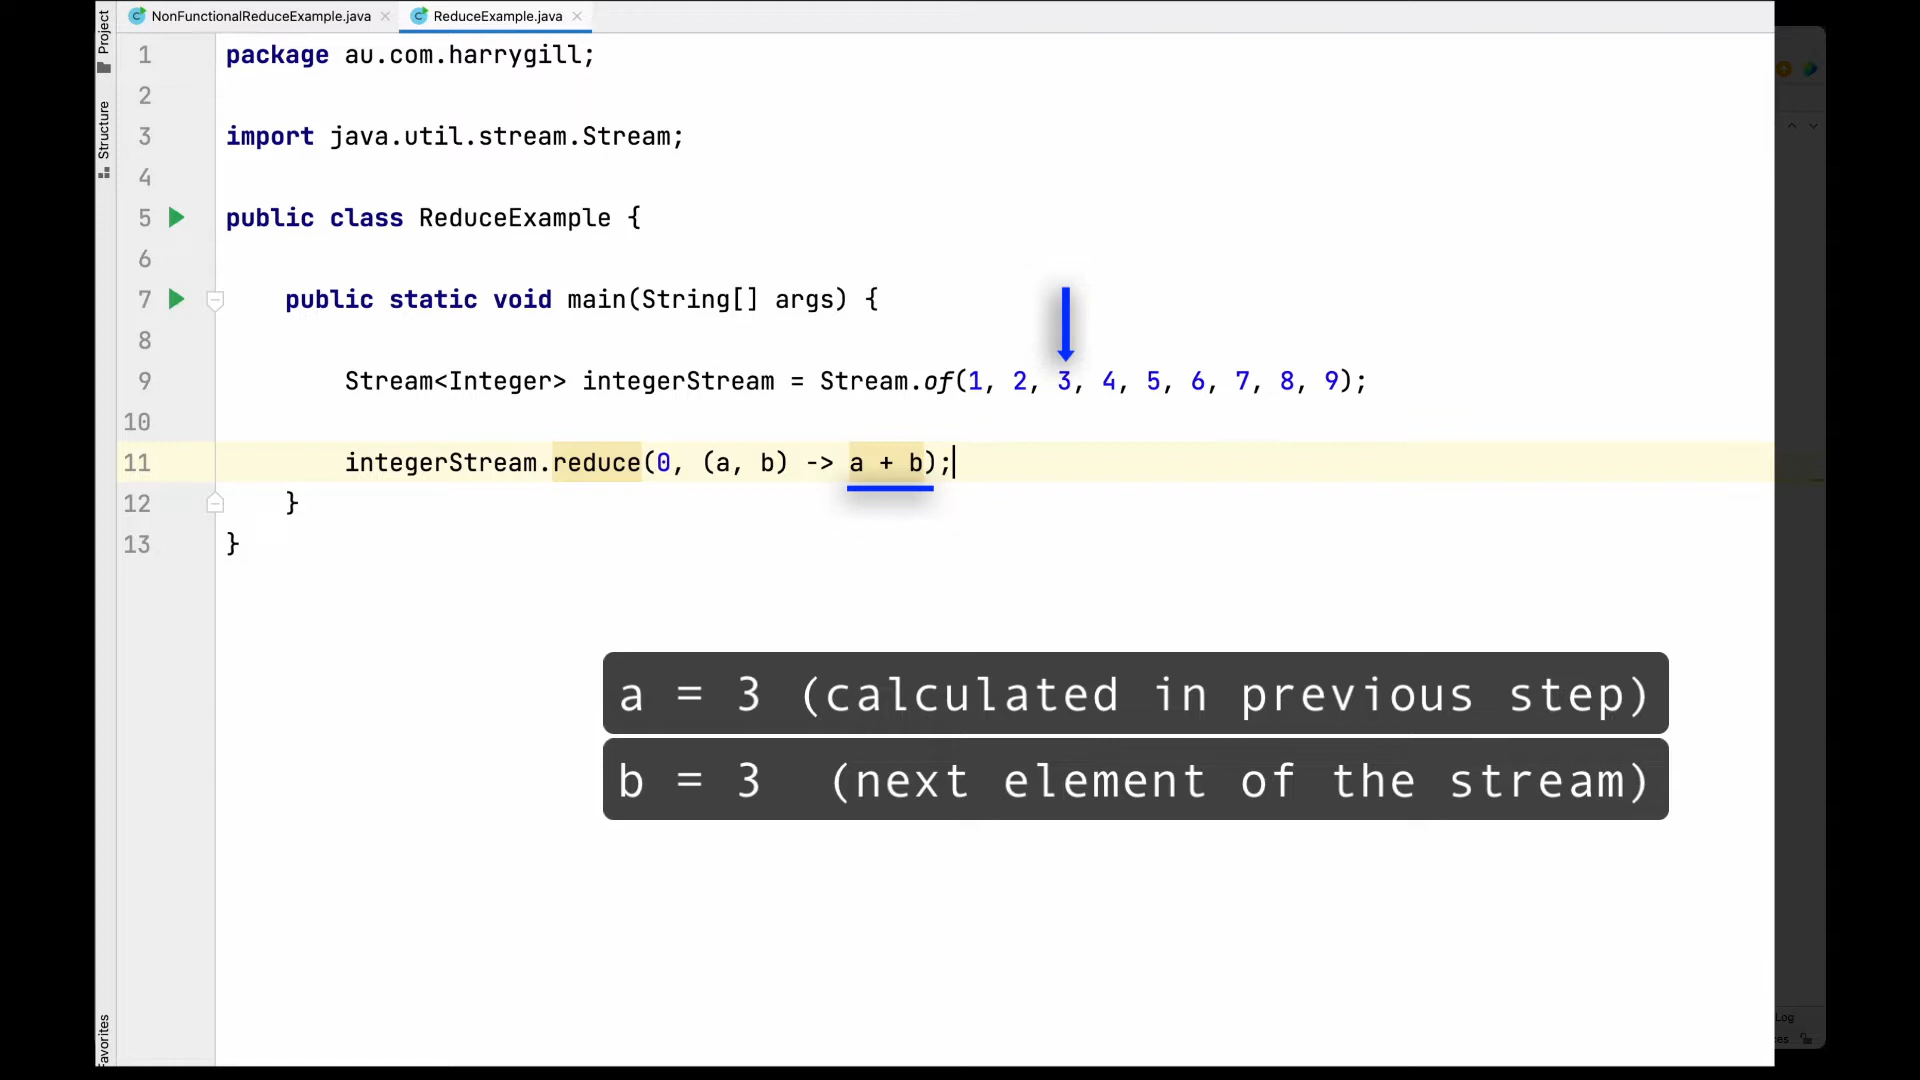 NonFunctionalReduceExample.java
ReduceExample.java
Project
Structure
1 package au.com.harrygill;
2
3 import java.util.stream.Stream;
4
5 public class ReduceExample {
6
7 public static void main(String[] args) {
8
9 Stream<Integer> integerStream = Stream.of(1, 2, 3, 4, 5, 6, 7, 8, 9);
10
11 integerStream.reduce(0, (a, b) -> a + b);
12 }
13 }
a = 3 (calculated in previous step)
b = 3 (next element of the stream)
avorites
Log
es